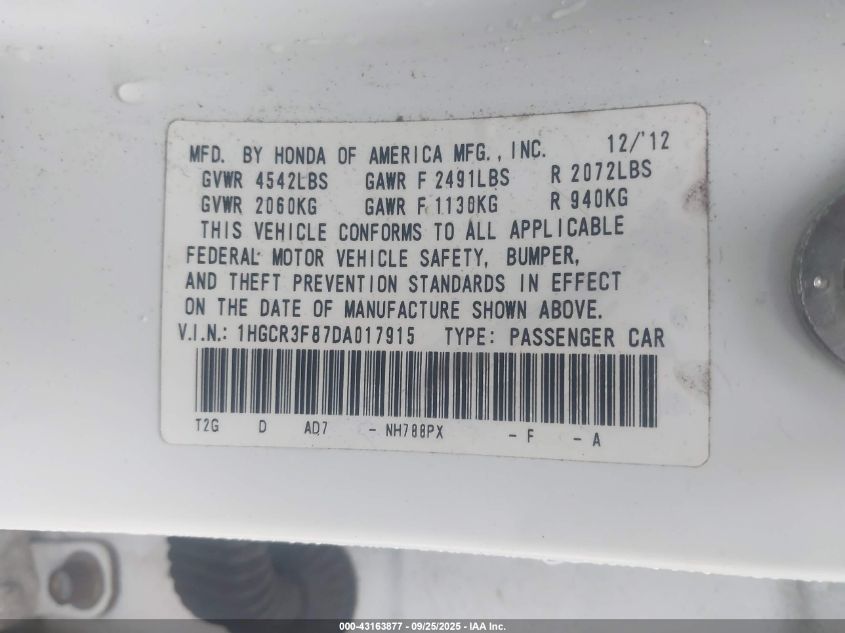 MFD. BY HONDA OF AMERICA MFG., INC. 12/'12
GVWR 4542LBS GAWR F 2491LBS R 2072LBS
GVWR 2060KG GAWR F 1130KG R 940KG
THIS VEHICLE CONFORMS TO ALL APPLICABLE
FEDERAL MOTOR VEHICLE SAFETY, BUMPER,
AND THEFT PREVENTION STANDARDS IN EFFECT
ON THE DATE OF MANUFACTURE SHOWN ABOVE.
V.I.N.: 1HGCR3F87DA017915 TYPE: PASSENGER CAR
T2G D AD7 - NH788PX - F - A
000-43163877 - 09/25/2025 - IAA Inc.